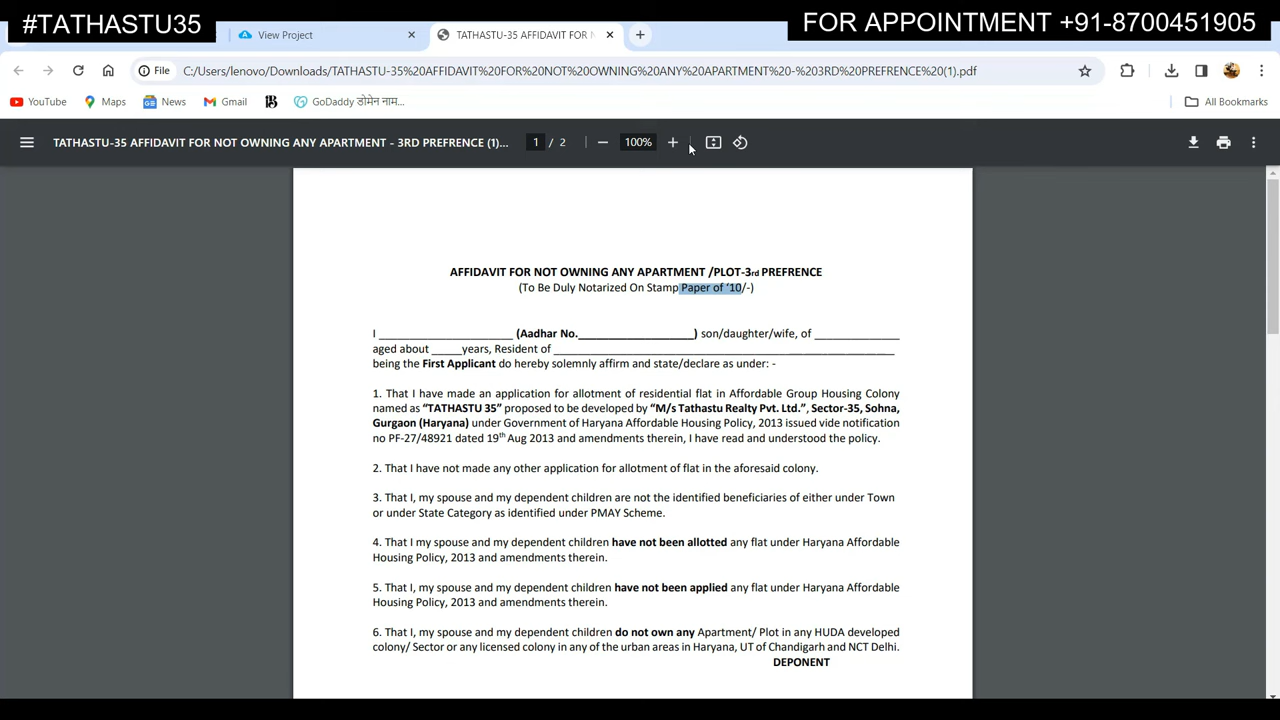 #TATHASTU35
FOR APPOINTMENT +91-8700451905
View Project
TATHASTU-35 AFFIDAVIT FOR N
File
C:/Users/lenovo/Downloads/TATHASTU-35%20AFFIDAVIT%20FOR%20NOT%20OWNING%20ANY%20APARTMENT%20-%203RD%20PREFRENCE%20(1).pdf
YouTube
Maps
News
Gmail
GoDaddy डोमेन नाम...
All Bookmarks
TATHASTU-35 AFFIDAVIT FOR NOT OWNING ANY APARTMENT - 3RD PREFRENCE (1)...
1 / 2
100%
AFFIDAVIT FOR NOT OWNING ANY APARTMENT /PLOT-3rd PREFRENCE
(To Be Duly Notarized On Stamp Paper of ‘10/-)
I ______________________ (Aadhar No.___________________) son/daughter/wife, of ______________
aged about _____years, Resident of ________________________________________________________
being the First Applicant do hereby solemnly affirm and state/declare as under: -
1. That I have made an application for allotment of residential flat in Affordable Group Housing Colony
named as “TATHASTU 35” proposed to be developed by “M/s Tathastu Realty Pvt. Ltd.”, Sector-35, Sohna,
Gurgaon (Haryana) under Government of Haryana Affordable Housing Policy, 2013 issued vide notification
no PF-27/48921 dated 19th Aug 2013 and amendments therein, I have read and understood the policy.
2. That I have not made any other application for allotment of flat in the aforesaid colony.
3. That I, my spouse and my dependent children are not the identified beneficiaries of either under Town
or under State Category as identified under PMAY Scheme.
4. That I my spouse and my dependent children have not been allotted any flat under Haryana Affordable
Housing Policy, 2013 and amendments therein.
5. That I, my spouse and my dependent children have not been applied any flat under Haryana Affordable
Housing Policy, 2013 and amendments therein.
6. That I, my spouse and my dependent children do not own any Apartment/ Plot in any HUDA developed
colony/ Sector or any licensed colony in any of the urban areas in Haryana, UT of Chandigarh and NCT Delhi.
DEPONENT